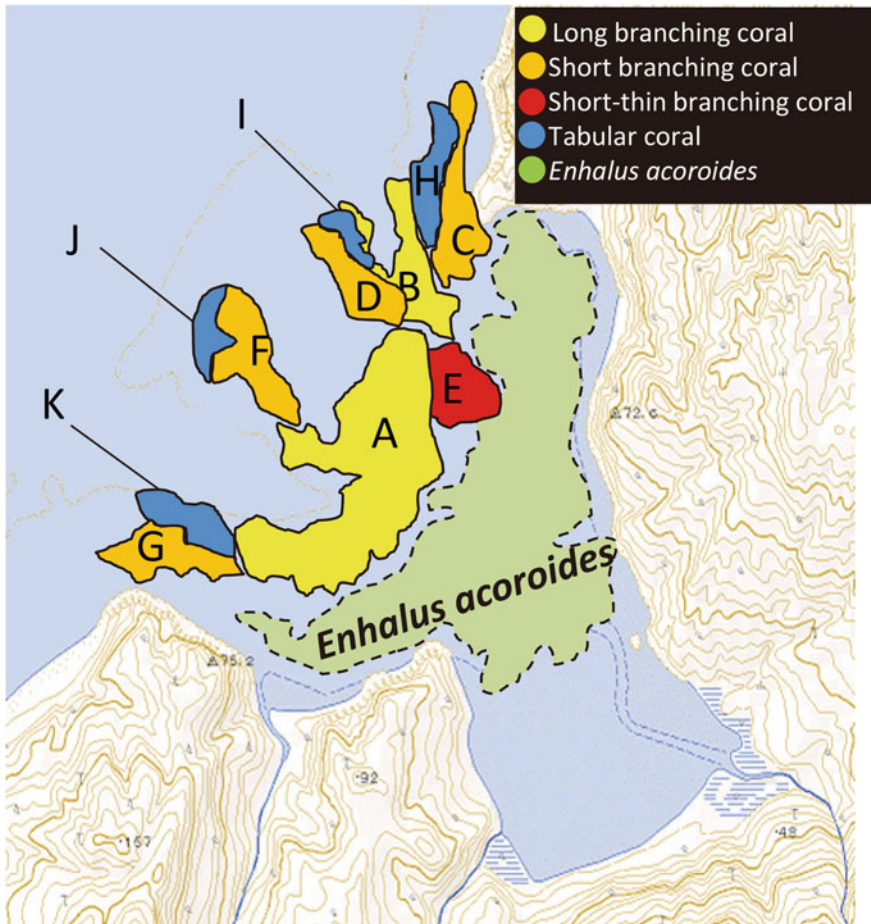 Long branching coral
Short branching coral
Short-thin branching coral
Tabular coral
Enhalus acoroides
I
H
J
C
B
D
F
K
E
72.6
A
G
Enhalus acoroides
75.2
92
157
48